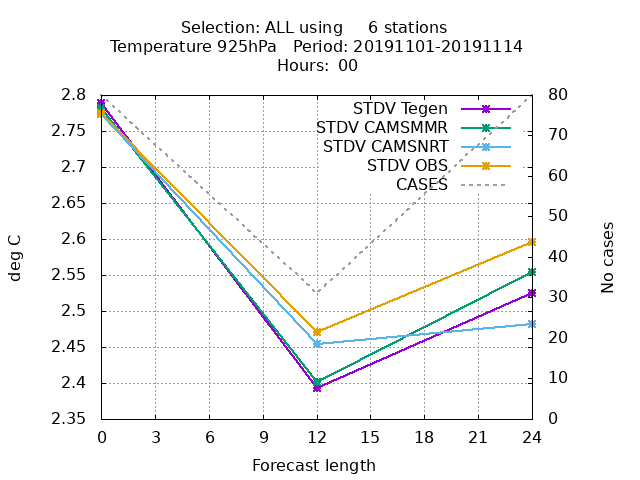 Selection: ALL using     6 stations
Temperature 925hPa   Period: 20191101-20191114
Hours:  00
2.8
2.75
2.7
2.65
2.6
2.55
2.5
2.45
2.4
2.35
deg C
STDV Tegen
STDV CAMSMMR
STDV CAMSNRT
STDV OBS
CASES
80
70
60
50
40
30
20
10
0
No cases
0 3 6 9 12 15 18 21 24
Forecast length